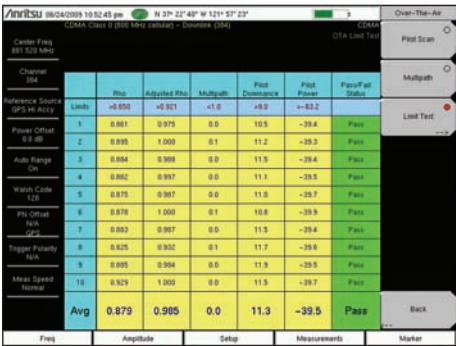 Anritsu 06/24/2009 10:52:45 pm N 37° 22' 40" W 121° 57' 23"
Over-The-Air
CDMA Class 0 (800 MHz cellular) - Downlink (384)
CDMA
OTA Limit Test
Center Freq
881.520 MHz
Channel
384
Reference Source
GPS Hi Accy
Power Offset
0.0 dB
Auto Range
On
Walsh Code
128
PN Offset
N/A
GPS
Trigger Polarity
N/A
Meas Speed
Normal
Rho Adjusted Rho Multipath Pilot Dominance Pilot Power Pass/Fail Status
Limits >0.850 >0.921 <1.0 >9.0 >-83.2
1 0.861 0.975 0.0 10.5 -39.4 Pass
2 0.895 1.000 0.1 11.2 -39.3 Pass
3 0.884 0.988 0.0 11.5 -39.4 Pass
4 0.882 0.997 0.0 11.1 -39.5 Pass
5 0.875 0.987 0.0 11.0 -39.7 Pass
6 0.878 1.000 0.1 10.8 -39.9 Pass
7 0.883 0.987 0.0 11.5 -39.4 Pass
8 0.825 0.932 0.1 11.7 -39.8 Pass
9 0.885 0.984 0.0 11.9 -39.5 Pass
10 0.929 1.000 0.0 11.5 -39.7 Pass
Avg 0.879 0.985 0.0 11.3 -39.5 Pass
Pilot Scan
Multipath
Limit Test
-->
Back
Freq Amplitude Setup Measurements Marker